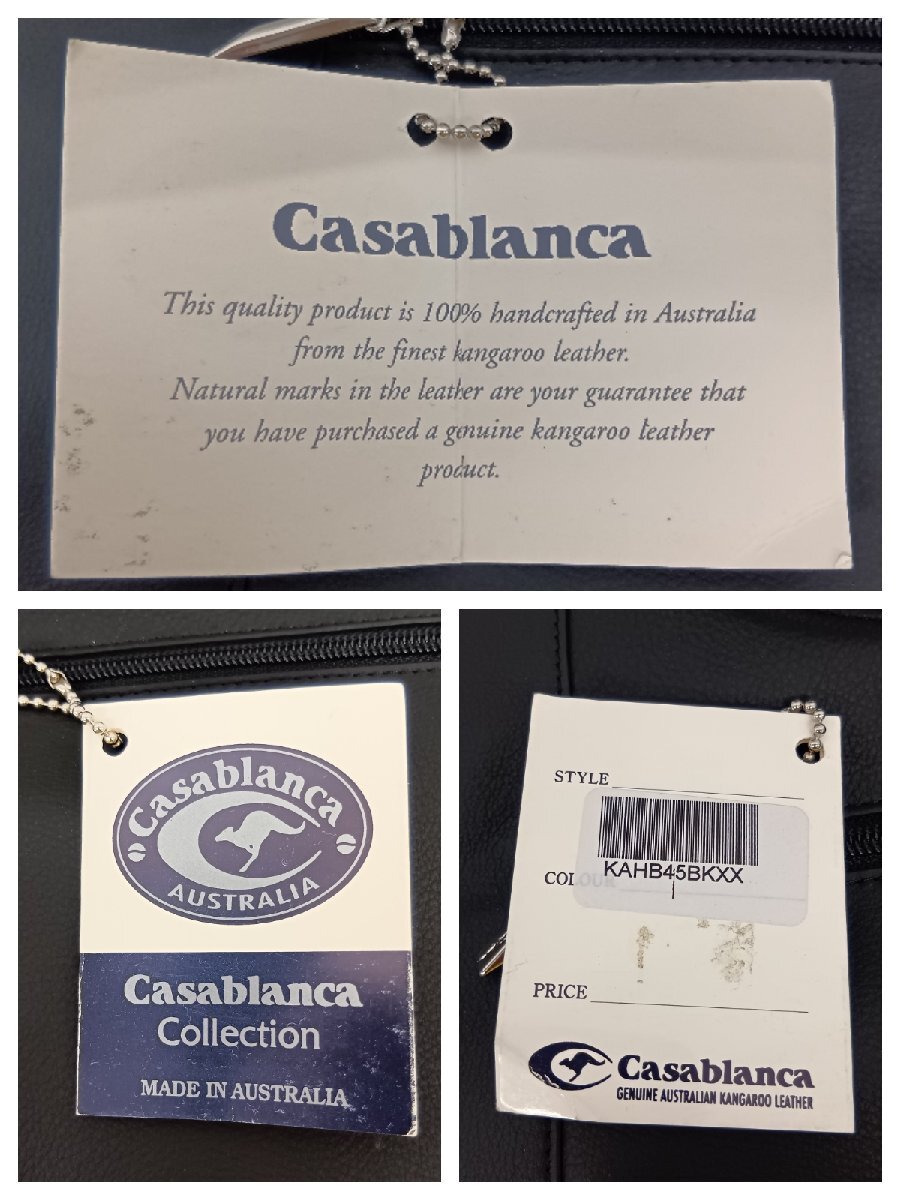 Casablanca
This quality product is 100% handcrafted in Australia
from the finest kangaroo leather.
Natural marks in the leather are your guarantee that
you have purchased a genuine kangaroo leather
product.
Casablanca
AUSTRALIA
Casablanca
Collection
MADE IN AUSTRALIA
STYLE
KAHB45BKXX
COLOUR
PRICE
Casablanca
GENUINE AUSTRALIAN KANGAROO LEATHER